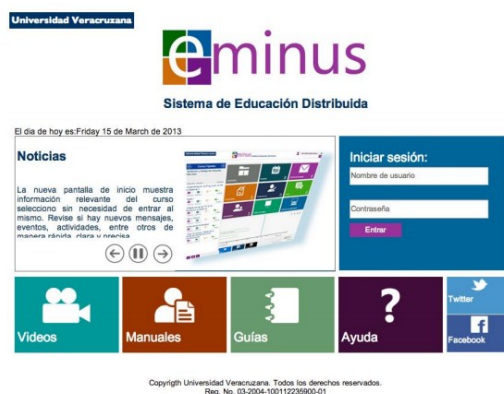 Universidad Veracruzana
eminus
Sistema de Educación Distribuida
El dia de hoy es:Friday 15 de March de 2013
Noticias
La nueva pantalla de inicio muestra
información relevante del curso
selecciono sin necesidad de entrar al
mismo. Revise si hay nuevos mensajes,
eventos, actividades, entre otros de
manera rápida, clara y precisa
Iniciar sesión:
Nombre de usuario
Contraseña
Entrar
Videos
Manuales
Guías
?
Ayuda
Twitter
f
Facebook
Copyrigth Universidad Veracruzana. Todos los derechos reservados.
Reg. No. 03-2004-100112235900-01